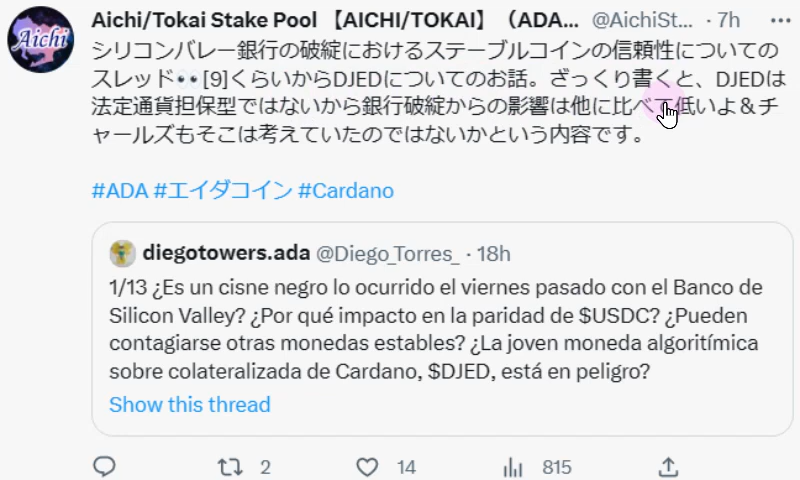 Aichi
Aichi/Tokai Stake Pool 【AICHI/TOKAI】 （ADA... @AichiSt... · 7h
シリコンバレー銀行の破綻におけるステーブルコインの信頼性についての
スレッド👀[9]くらいからDJEDについてのお話。ざっくり書くと、DJEDは
法定通貨担保型ではないから銀行破綻からの影響は他に比べて低いよ＆チ
ャールズもそこは考えていたのではないかという内容です。
#ADA #エイダコイン #Cardano
diegotowers.ada @Diego_Torres_ · 18h
1/13 ¿Es un cisne negro lo ocurrido el viernes pasado con el Banco de
Silicon Valley? ¿Por qué impacto en la paridad de $USDC? ¿Pueden
contagiarse otras monedas estables? ¿La joven moneda algoritímica
sobre colateralizada de Cardano, $DJED, está en peligro?
Show this thread
2 14 815